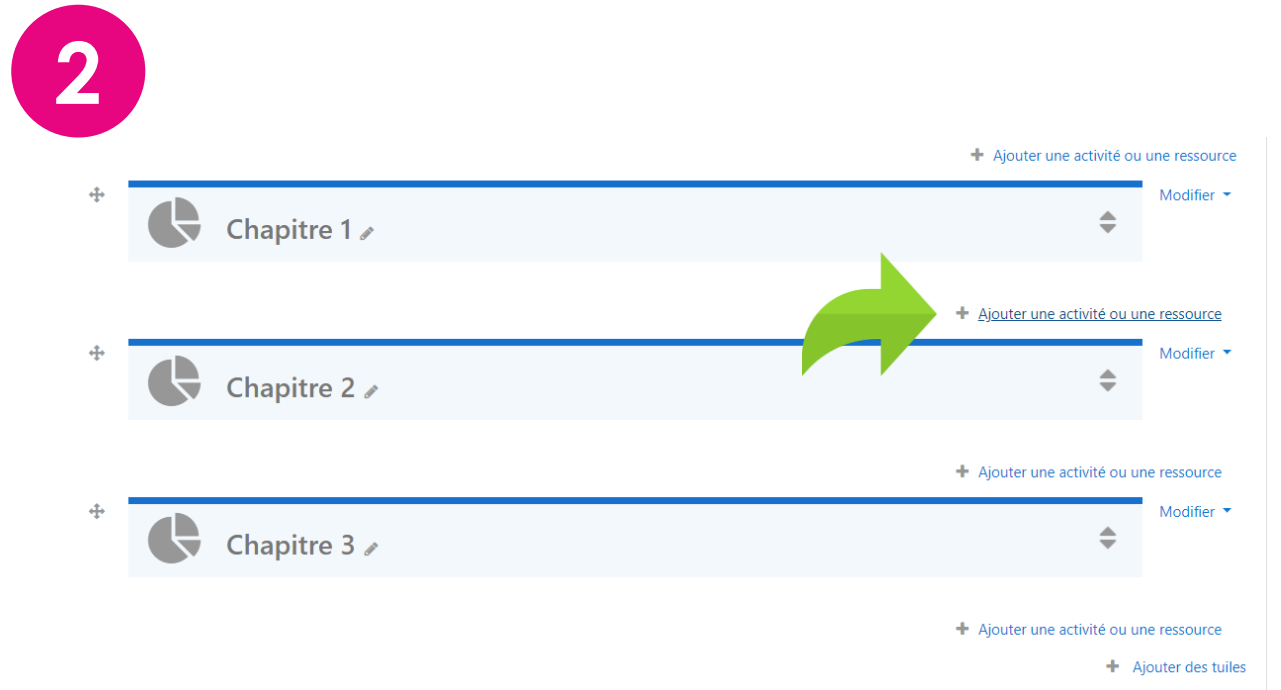 2
Ajouter une activité ou une ressource
Modifier
Chapitre 1
Ajouter une activité ou une ressource
Modifier
Chapitre 2
Ajouter une activité ou une ressource
Modifier
Chapitre 3
Ajouter une activité ou une ressource
Ajouter des tuiles